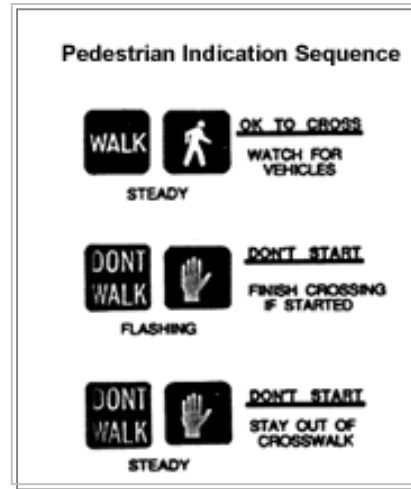 Pedestrian Indication Sequence
WALK
OK TO CROSS
WATCH FOR
VEHICLES
STEADY
DONT
WALK
DON'T START
FINISH CROSSING
IF STARTED
FLASHING
DONT
WALK
DON'T START
STAY OUT OF
CROSSWALK
STEADY